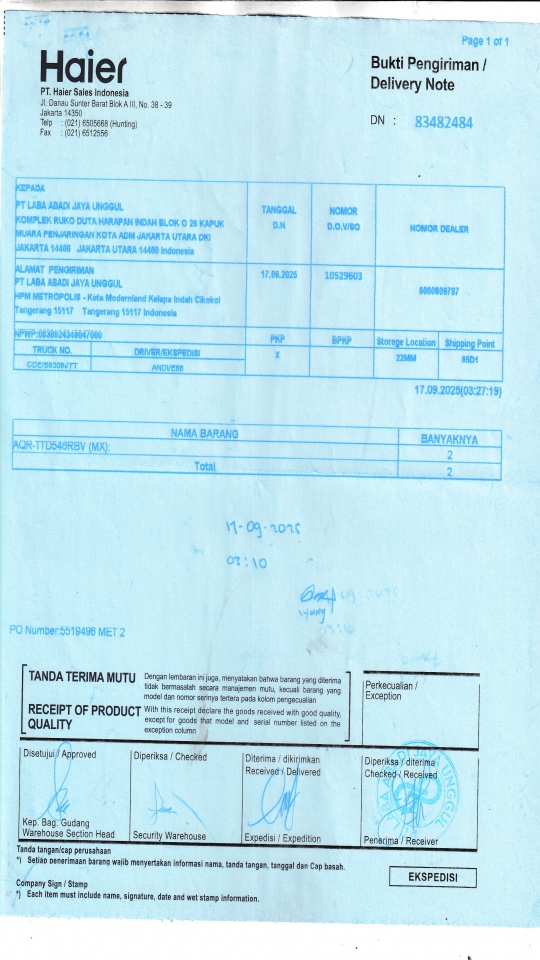 Page 1 of 1
Haier
Bukti Pengiriman /
Delivery Note
PT. Haier Sales Indonesia
Jl. Danau Sunter Barat Blok A III, No. 38 - 39
Jakarta 14350
Telp : (021) 6505668 (Hunting)
Fax : (021) 6512556
DN : 83482484
KEPADA
PT LABA ABADI JAYA UNGGUL
KOMPLEK RUKO DUTA HARAPAN INDAH BLOK O 26 KAPUK
MUARA PENJARINGAN KOTA ADM JAKARTA UTARA DKI
JAKARTA 14460 JAKARTA UTARA 14460 Indonesia
TANGGAL
D.N
NOMOR
D.O.V/SO
NOMOR DEALER
ALAMAT PENGIRIMAN
PT LABA ABADI JAYA UNGGUL
HPM METROPOLIS - Kota Modernland Kelapa Indah Cikokol
Tangerang 15117 Tangerang 15117 Indonesia
17.09.2025
10529603
6000609787
PKP
BPKP
Storege Location
Shipping Point
TRUCK NO.
DRIVER/EKSPEDISI
X
22MM
85D1
17.09.2025(03:27:19)
NAMA BARANG
BANYAKNYA
AQR-TTD546RBV (MX):
2
Total
2
17-09-2025
03:10
PO Number:5519496 MET 2
TANDA TERIMA MUTU
Dengan lembaran ini juga, menyatakan bahwa barang yang diterima
tidak bermasalah secara manajemen mutu, kecuali barang yang
model dan nomor serinya tertera pada kolom pengecualian
RECEIPT OF PRODUCT
QUALITY
With this receipt declare the goods received with good quality,
except for goods that model and serial number listed on the
exception column
Perkecualian /
Exception
Disetujui / Approved
Diperiksa / Checked
Diterima / dikirimkan
Received / Delivered
Diperiksa / diterima
Checked / Received
Kep. Bag. Gudang
Warehouse Section Head
Security Warehouse
Expedisi / Expedition
Penerima / Receiver
Tanda tangan/cap perusahaan
*) Setiap penerimaan barang wajib menyertakan informasi nama, tanda tangan, tanggal dan Cap basah.
EKSPEDISI
Company Sign / Stamp
*) Each item must include name, signature, date and wet stamp information.